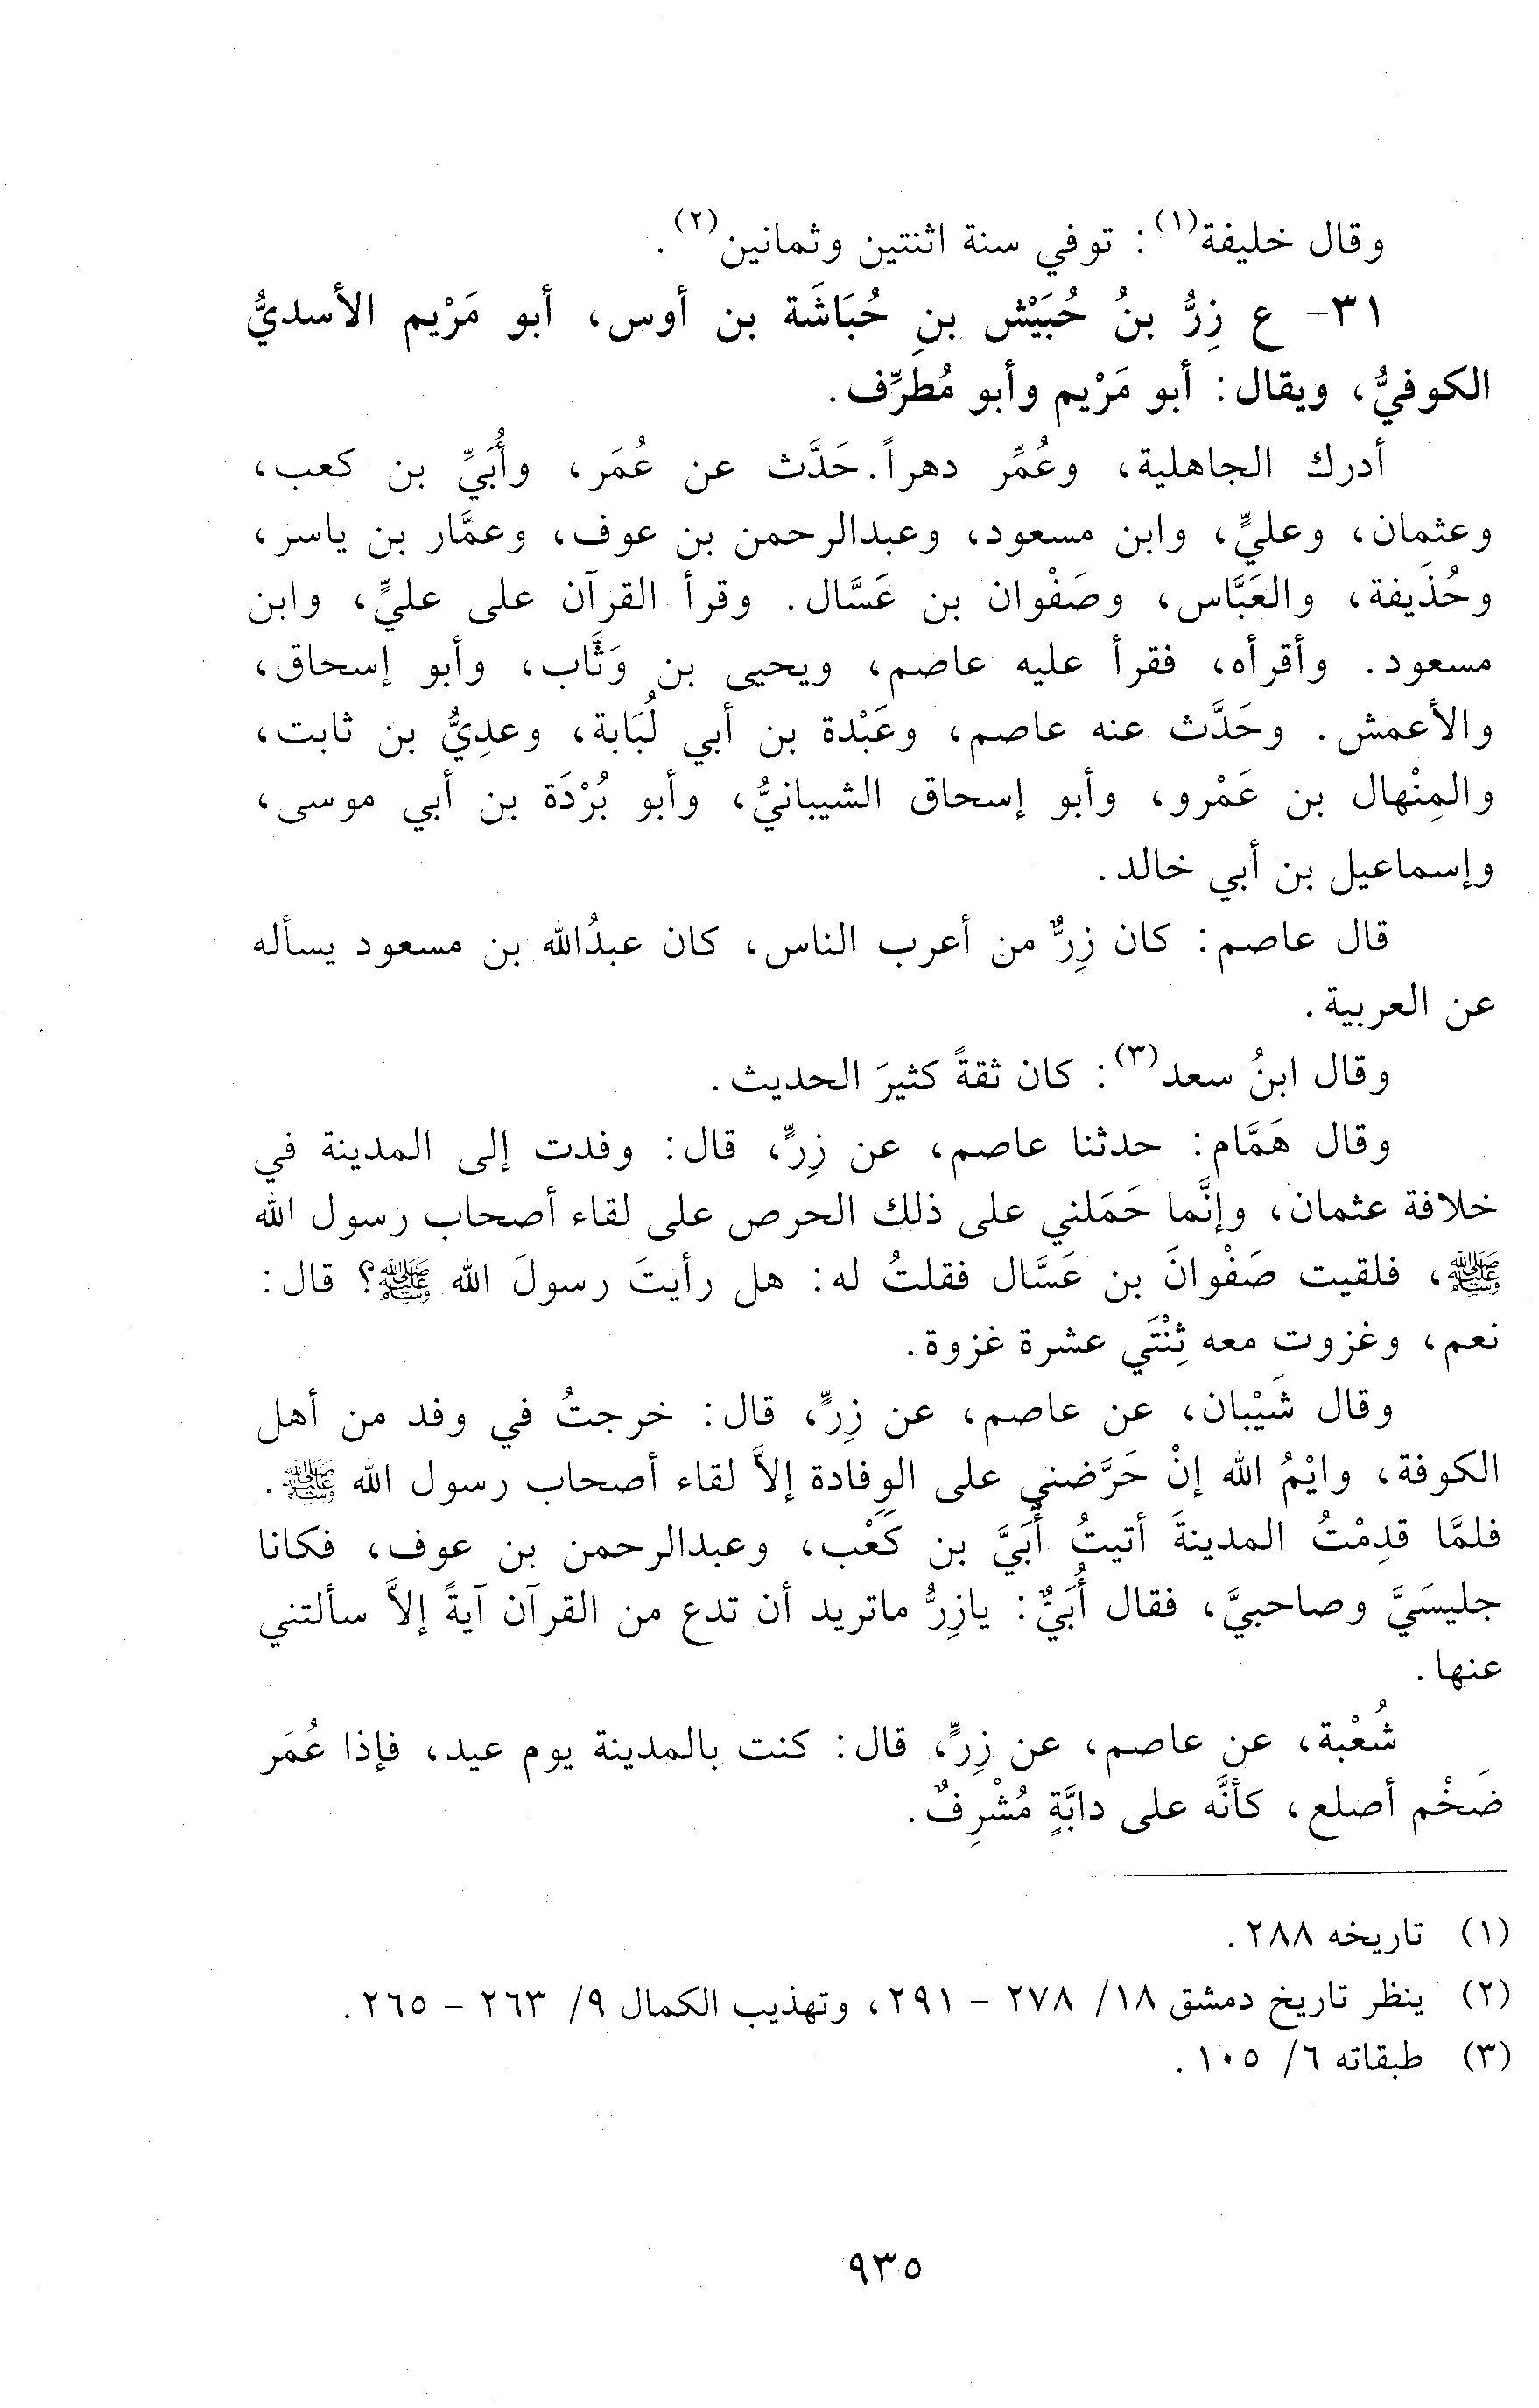 وقال خليفة(١): توفي سنة اثنتين وثمانين(٢).
٣١- ع زِرُّ بنُ حُبَيْش بنِ حُبَاشَة بن أوس، أبو مَرْيم الأسديُّ
الكوفيُّ، ويقال: أبو مَرْيم وأبو مُطَرِّف.
أدرك الجاهلية، وعُمِّر دهراً. حَدَّث عن عُمَر، وأُبَيِّ بن كعب،
وعثمان، وعليٍّ، وابن مسعود، وعبدالرحمن بن عوف، وعمَّار بن ياسر،
وحُذَيفة، والعَبَّاس، وصَفْوان بن عَسَّال. وقرأ القرآن على عليٍّ، وابن
مسعود. وأقرأه، فقرأ عليه عاصم، ويحيى بن وَثَّاب، وأبو إسحاق،
والأعمش. وحَدَّث عنه عاصم، وعَبْدة بن أبي لُبَابة، وعدِيُّ بن ثابت،
والمِنْهال بن عَمْرو، وأبو إسحاق الشيبانيُّ، وأبو بُرْدَة بن أبي موسى،
وإسماعيل بن أبي خالد.
قال عاصم: كان زِرٌّ من أعرب الناس، كان عبدُالله بن مسعود يسأله
عن العربية.
وقال ابنُ سعد(٣): كان ثقةً كثيرَ الحديث.
وقال هَمَّام: حدثنا عاصم، عن زِرٍّ، قال: وفدت إلى المدينة في
خلافة عثمان، وإنَّما حَمَلني على ذلك الحرص على لقاء أصحاب رسول الله
ﷺ، فلقيت صَفْوانَ بن عَسَّال فقلتُ له: هل رأيتَ رسولَ الله ﷺ؟ قال:
نعم، وغزوت معه ثِنْتَي عشرة غزوة.
وقال شَيْبان، عن عاصم، عن زِرٍّ، قال: خرجتُ في وفد من أهل
الكوفة، وايْمُ الله إنْ حَرَّضني على الوِفادة إلاَّ لقاء أصحاب رسول الله ﷺ.
فلمَّا قدِمْتُ المدينةَ أتيتُ أُبَيَّ بن كَعْب، وعبدالرحمن بن عوف، فكانا
جليسَيَّ وصاحبيَّ، فقال أُبَيٌّ: يازِرُّ ماتريد أن تدع من القرآن آيةً إلاَّ سألتني
عنها.
شُعْبة، عن عاصم، عن زِرٍّ، قال: كنت بالمدينة يوم عيد، فإذا عُمَر
ضَخْم أصلع، كأنَّه على دابَّةٍ مُشْرِفٌ.
(١) تاريخه ٢٨٨.
(٢) ينظر تاريخ دمشق ١٨/ ٢٧٨ – ٢٩١، وتهذيب الكمال ٩/ ٢٦٣ – ٢٦٥.
(٣) طبقاته ٦/ ١٠٥.
٩٣٥